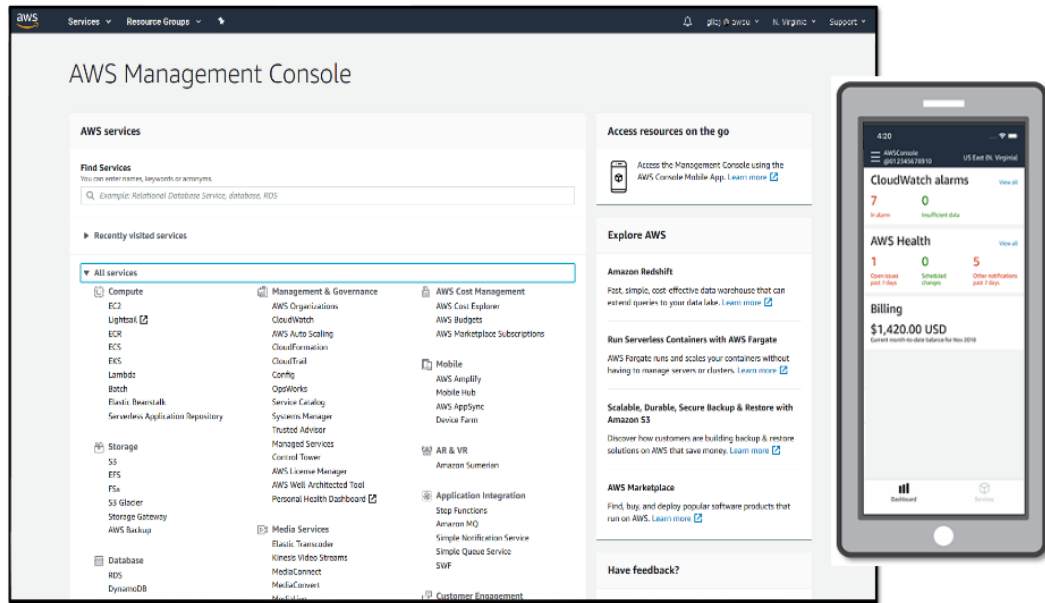 aws
Services
Resource Groups
N. Virginia
Support
AWS Management Console
AWS services
Find Services
You can enter names, keywords or acronyms.
Example: Relational Database Service, database, RDS
Recently visited services
All services
Compute
EC2
Lightsail
ECR
ECS
EKS
Lambda
Batch
Elastic Beanstalk
Serverless Application Repository
Storage
S3
EFS
FSx
S3 Glacier
Storage Gateway
AWS Backup
Database
RDS
DynamoDB
Management & Governance
AWS Organizations
CloudWatch
AWS Auto Scaling
CloudFormation
CloudTrail
Config
OpsWorks
Service Catalog
Systems Manager
Trusted Advisor
Managed Services
Control Tower
AWS License Manager
AWS Well-Architected Tool
Personal Health Dashboard
Media Services
Elastic Transcoder
Kinesis Video Streams
MediaConnect
MediaConvert
MediaLive
AWS Cost Management
AWS Cost Explorer
AWS Budgets
AWS Marketplace Subscriptions
Mobile
AWS Amplify
Mobile Hub
AWS AppSync
Device Farm
AR & VR
Amazon Sumerian
Application Integration
Step Functions
Amazon MQ
Simple Notification Service
Simple Queue Service
SWF
Customer Engagement
Access resources on the go
Access the Management Console using the
AWS Console Mobile App. Learn more
Explore AWS
Amazon Redshift
Fast, simple, cost-effective data warehouse that can
extend queries to your data lake. Learn more
Run Serverless Containers with AWS Fargate
AWS Fargate runs and scales your containers without
having to manage servers or clusters. Learn more
Scalable, Durable, Secure Backup & Restore with
Amazon S3
Discover how customers are building backup & restore
solutions on AWS that save money. Learn more
AWS Marketplace
Find, buy, and deploy popular software products that
run on AWS. Learn more
Have feedback?
4:20
AWSConsole
@012345678910
US East (N. Virginia)
CloudWatch alarms
View all
7
0
In alarm
Insufficient data
AWS Health
View all
1
0
5
Open issues
past 7 days
Scheduled
changes
Other notifications
past 7 days
Billing
$1,420.00 USD
Current month-to-date balance for Nov 2018
Dashboard
Services